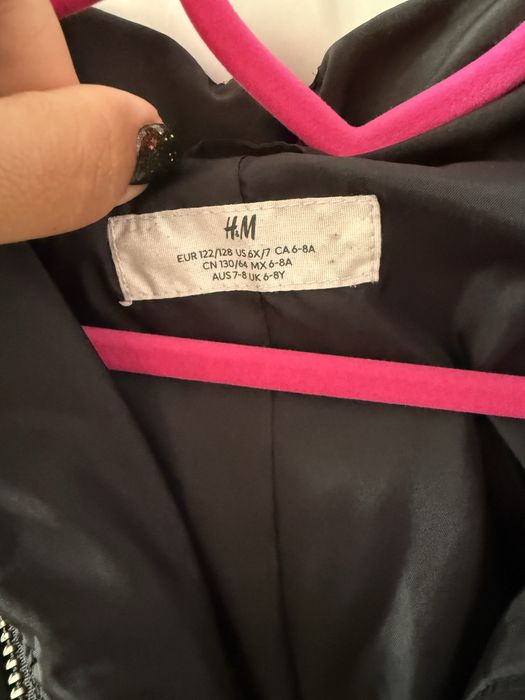 H&M
EUR 122/128 US 6X/7 CA 6-8A
CN 130/64 MX 6-8A
AUS 7-8 UK 6-8Y